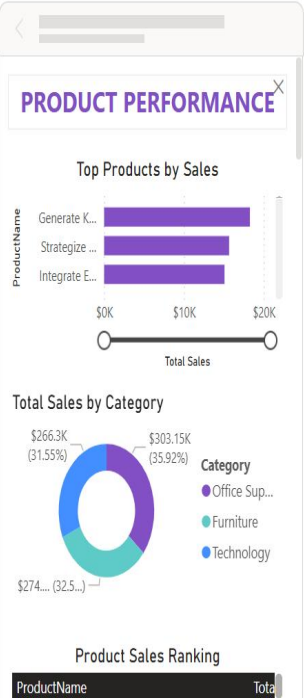 PRODUCT PERFORMANCE
Top Products by Sales
ProductName
Generate K...
Strategize ...
Integrate E...
$0K $10K $20K
Total Sales
Total Sales by Category
$266.3K
(31.55%)
$303.15K
(35.92%)
$274.... (32.5...)
Category
Office Sup...
Furniture
Technology
Product Sales Ranking
ProductName Tota